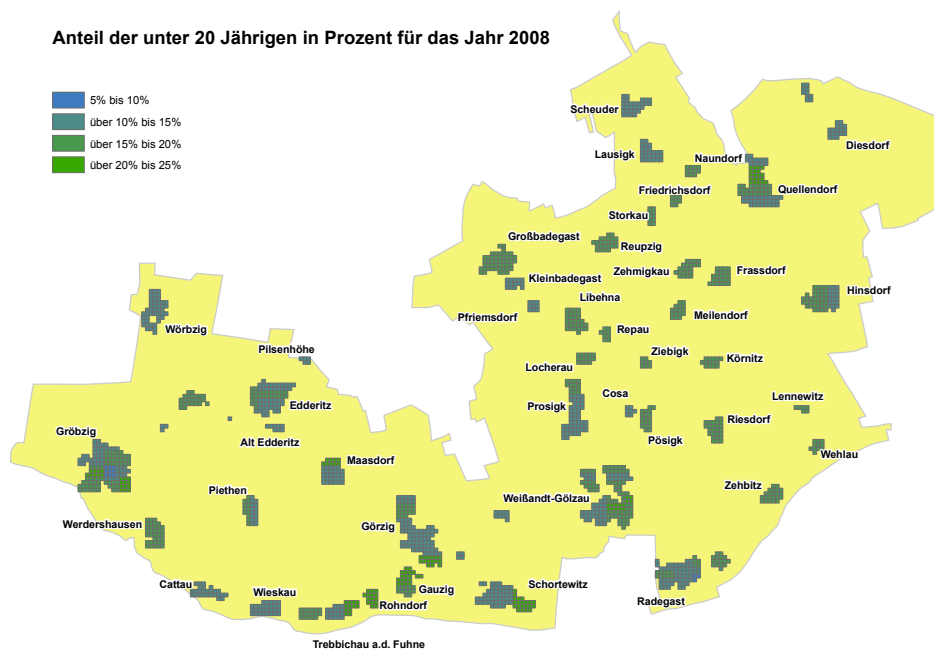 Anteil der unter 20 Jährigen in Prozent für das Jahr 2008
5% bis 10%
über 10% bis 15%
über 15% bis 20%
über 20% bis 25%
Scheuder
Diesdorf
Lausigk
Naundorf
Friedrichsdorf
Quellendorf
Storkau
Großbadegast
Reupzig
Zehmigkau
Frassdorf
Kleinbadegast
Hinsdorf
Libehna
Pfriemsdorf
Meilendorf
Wörbzig
Repau
Pilsenhöhe
Ziebigk
Körnitz
Locherau
Edderitz
Cosa
Lennewitz
Prosigk
Riesdorf
Gröbzig
Alt Edderitz
Pösigk
Wehlau
Maasdorf
Zehbitz
Piethen
Weißandt-Gölzau
Werdershausen
Görzig
Cattau
Wieskau
Gauzig
Schortewitz
Rohndorf
Radegast
Trebbichau a.d. Fuhne